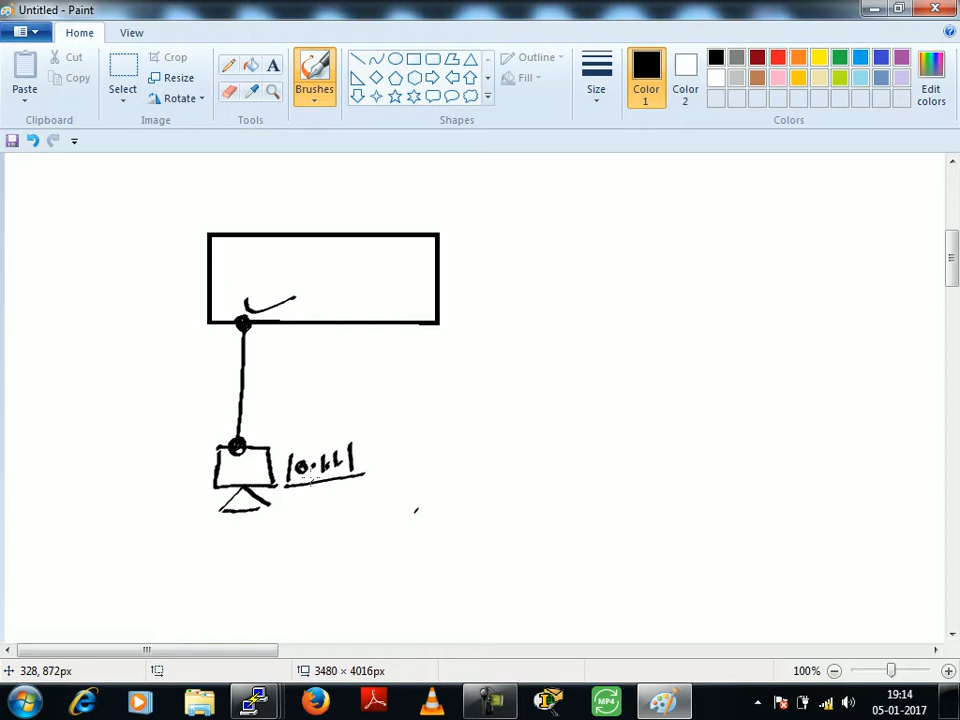 Untitled - Paint
Home View
Paste
Cut
Copy
Select
Crop
Resize
Rotate
A
Brushes
Outline
Fill
Size
Color 1
Color 2
Edit colors
Clipboard Image Tools Shapes Colors
328, 872px
3480 × 4016px
100%
MP4
19:14
05-01-2017